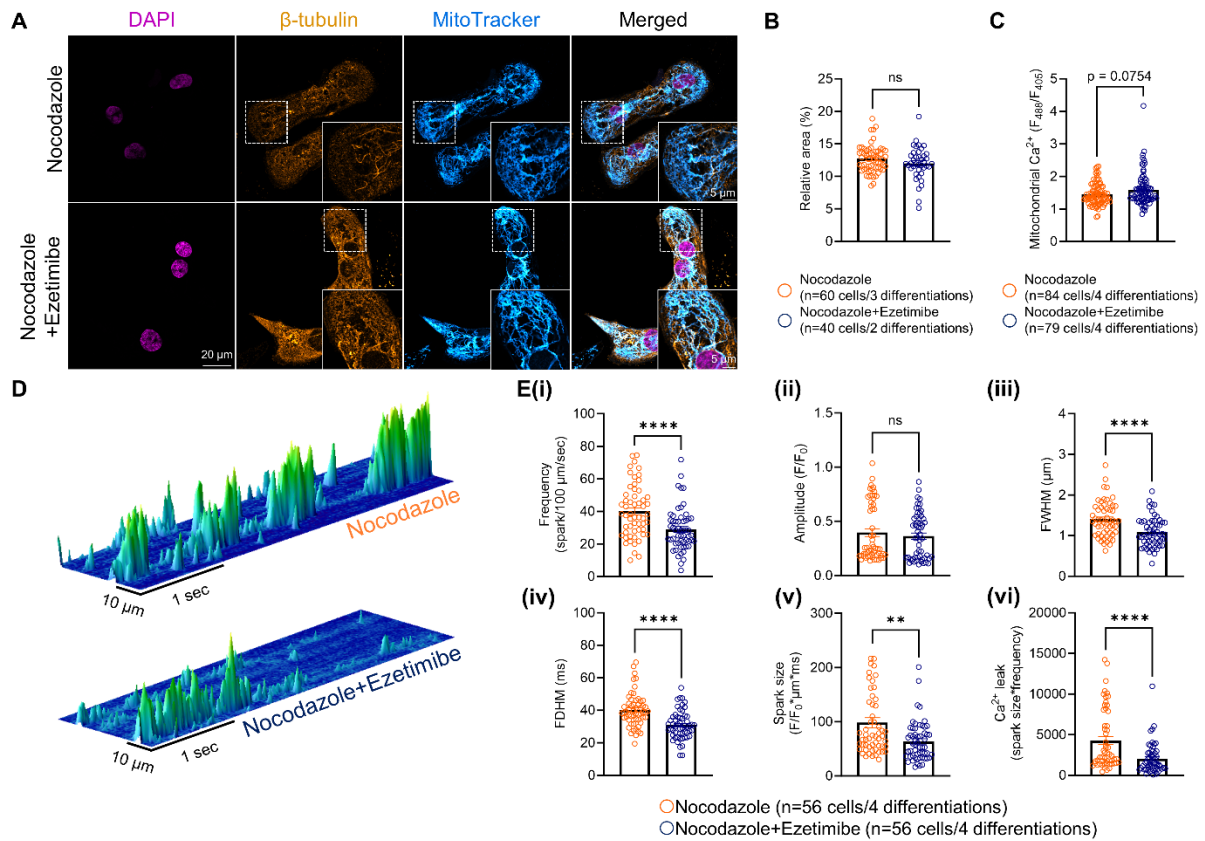 A
DAPI
β-tubulin
MitoTracker
Merged
Nocodazole
5 µm
Nocodazole
+Ezetimibe
20 µm
5 µm
B
Relative area (%)
25
20
15
10
5
0
ns
Nocodazole
(n=60 cells/3 differentiations)
Nocodazole+Ezetimibe
(n=40 cells/2 differentiations)
C
Mitochondrial Ca²⁺ (F₄₈₈/F₄₀₅)
5
4
3
2
1
0
p = 0.0754
Nocodazole
(n=84 cells/4 differentiations)
Nocodazole+Ezetimibe
(n=79 cells/4 differentiations)
D
Nocodazole
10 µm
1 sec
Nocodazole+Ezetimibe
10 µm
1 sec
E(i)
Frequency
(spark/100 µm/sec)
100
80
60
40
20
0
****
(ii)
Amplitude (F/F₀)
1.5
1.0
0.5
0.0
ns
(iii)
FWHM (µm)
4
3
2
1
0
****
(iv)
FDHM (ms)
100
80
60
40
20
0
****
(v)
Spark size
(F/F₀*µm*ms)
300
200
100
0
**
(vi)
Ca²⁺ leak
(spark size*frequency)
20000
15000
10000
5000
0
****
Nocodazole (n=56 cells/4 differentiations)
Nocodazole+Ezetimibe (n=56 cells/4 differentiations)